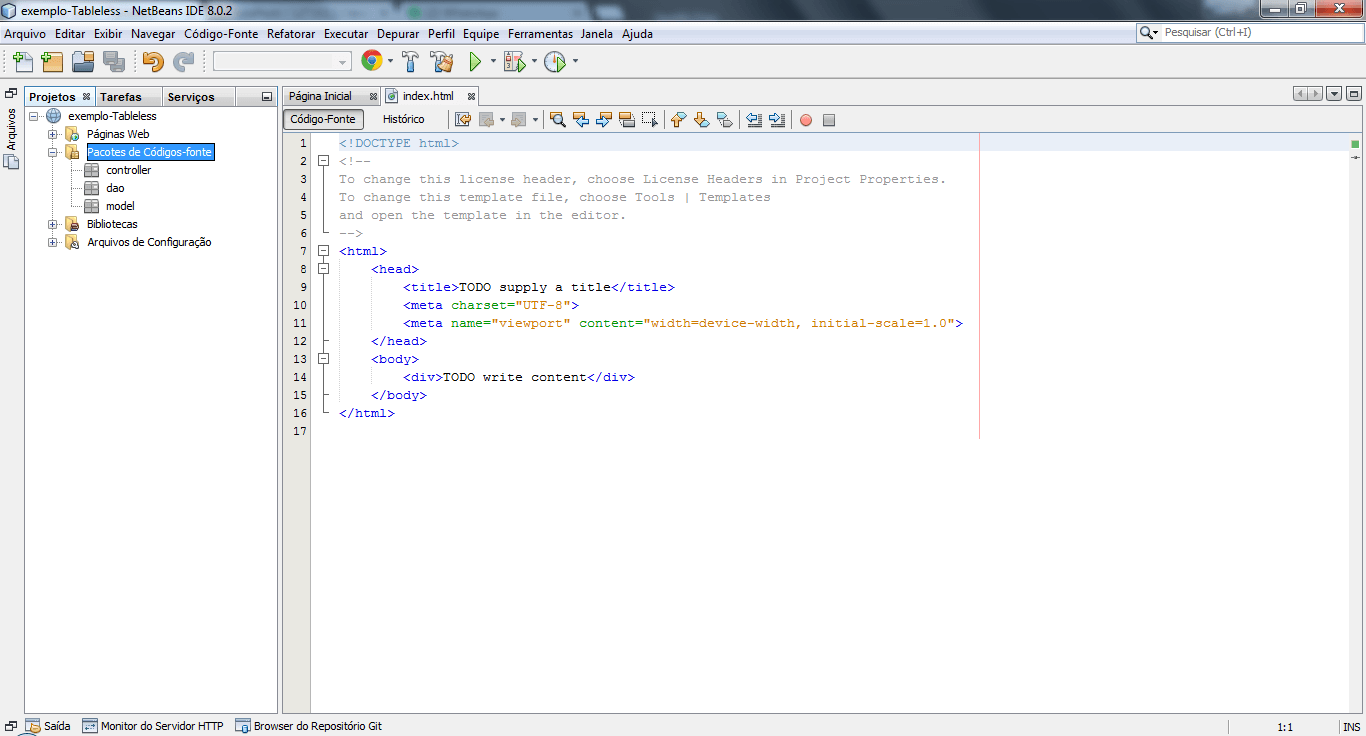 exemplo-Tableless - NetBeans IDE 8.0.2
Arquivo Editar Exibir Navegar Código-Fonte Refatorar Executar Depurar Perfil Equipe Ferramentas Janela Ajuda
Pesquisar (Ctrl+I)
Arquivos
Projetos Tarefas Serviços
exemplo-Tableless
Páginas Web
Pacotes de Códigos-fonte
controller
dao
model
Bibliotecas
Arquivos de Configuração
Página Inicial index.html
Código-Fonte Histórico
1 <!DOCTYPE html>
2 <!--
3 To change this license header, choose License Headers in Project Properties.
4 To change this template file, choose Tools | Templates
5 and open the template in the editor.
6 -->
7 <html>
8 <head>
9 <title>TODO supply a title</title>
10 <meta charset="UTF-8">
11 <meta name="viewport" content="width=device-width, initial-scale=1.0">
12 </head>
13 <body>
14 <div>TODO write content</div>
15 </body>
16 </html>
17
Saída Monitor do Servidor HTTP Browser do Repositório Git
1:1 INS